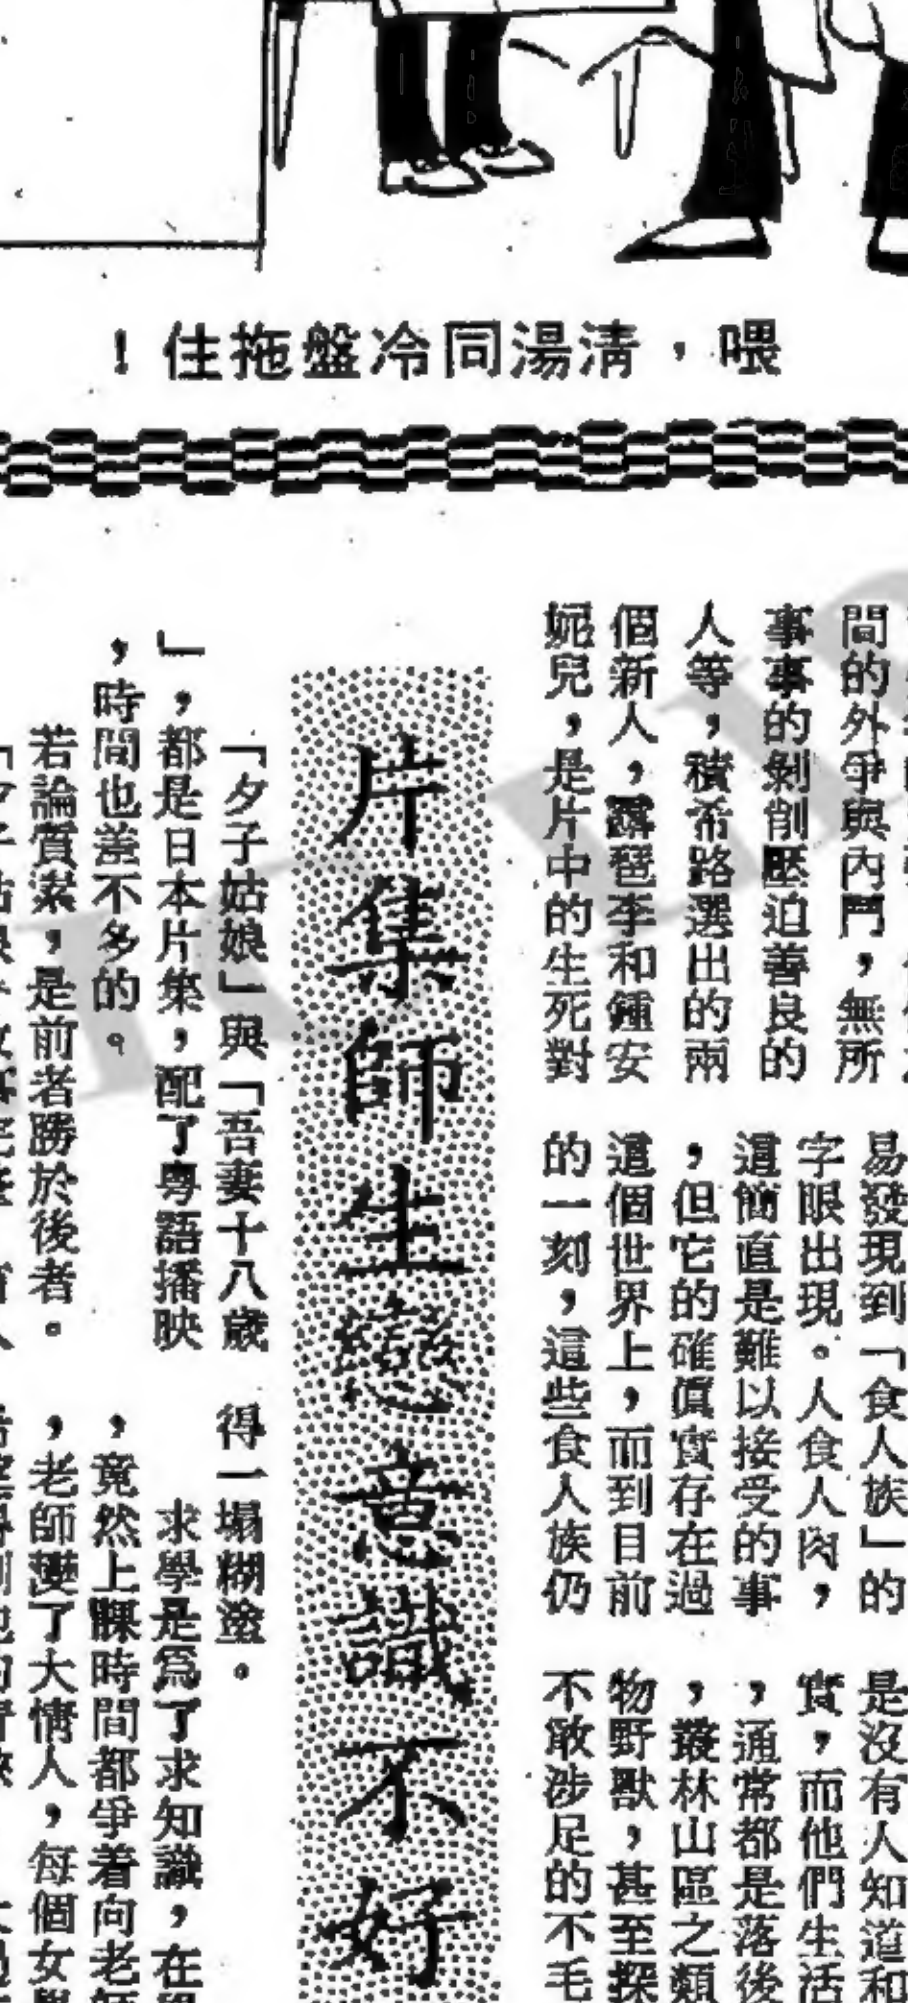 喂，清湯同冷盤拖住！
間的外爭與內鬥，無所
事事的剝削壓迫善良的
人等，積希路選出的兩
個新人，露琶李和鍾安
妮兒，是片中的生死對
易發現到「食人族」的
字眼出現。人食人肉，
這簡直是難以接受的事
，但它的確真實存在過
這個世界上，而到目前
的一刻，這些食人族仍
是沒有人知道和
實，而他們生活
，通常都是落後
，叢林山區之類
物野獸，甚至探
不敢涉足的不毛
片集師生戀意識不好
「夕子姑娘」與「吾妻十八歲
」，都是日本片集，配了粵語播映
，時間也差不多的。
若論質素，是前者勝於後者。
得一塌糊塗。
求學是爲了求知識，在
，竟然上課時間都爭着向老師
，老師變了大情人，每個女學